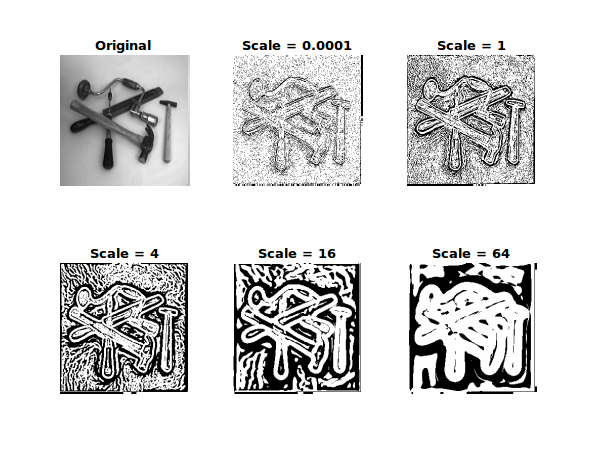 Original
Scale = 0.0001
Scale = 1
Scale = 4
Scale = 16
Scale = 64